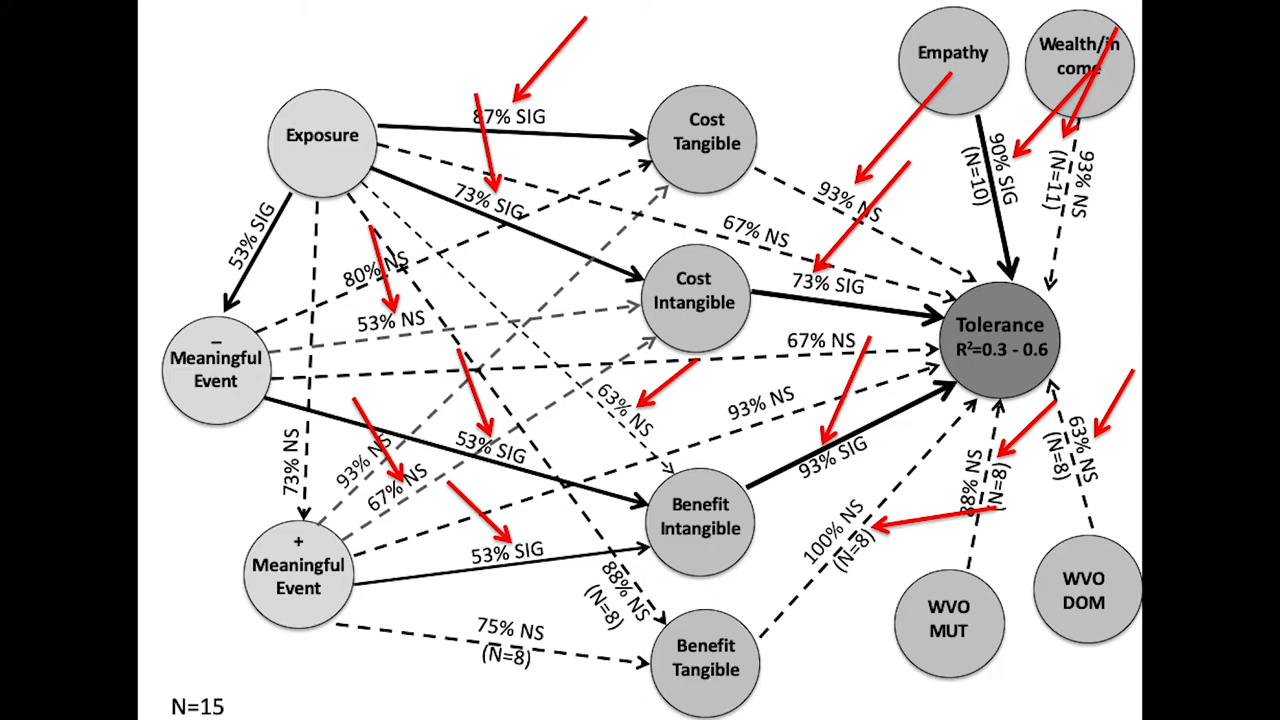 Empathy
Wealth/in
come
Exposure
87% SIG
Cost
Tangible
90% SIG
(N=10)
93% NS
(N=11)
73% SIG
93% NS
53% SIG
67% NS
80% NS
Cost
Intangible
73% SIG
53% NS
Tolerance
R²=0.3 - 0.6
–
Meaningful
Event
67% NS
63% NS
93% NS
53% SIG
93% NS
67% NS
73% NS
93% SIG
63% NS
(N=8)
88% NS
(N=8)
Benefit
Intangible
100% NS
(N=8)
+
Meaningful
Event
53% SIG
88% NS
(N=8)
WVO
MUT
WVO
DOM
75% NS
(N=8)
Benefit
Tangible
N=15